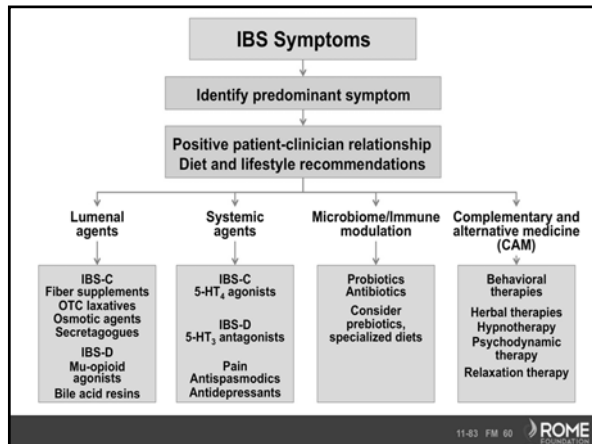 IBS Symptoms
Identify predominant symptom
Positive patient-clinician relationship
Diet and lifestyle recommendations
Lumenal
agents
IBS-C
Fiber supplements
OTC laxatives
Osmotic agents
Secretagogues
IBS-D
Mu-opioid
agonists
Bile acid resins
Systemic
agents
IBS-C
5-HT₄ agonists
IBS-D
5-HT₃ antagonists
Pain
Antispasmodics
Antidepressants
Microbiome/Immune
modulation
Probiotics
Antibiotics
Consider
prebiotics,
specialized diets
Complementary and
alternative medicine
(CAM)
Behavioral
therapies
Herbal therapies
Hypnotherapy
Psychodynamic
therapy
Relaxation therapy
11-83 FM 60
ROME
FOUNDATION